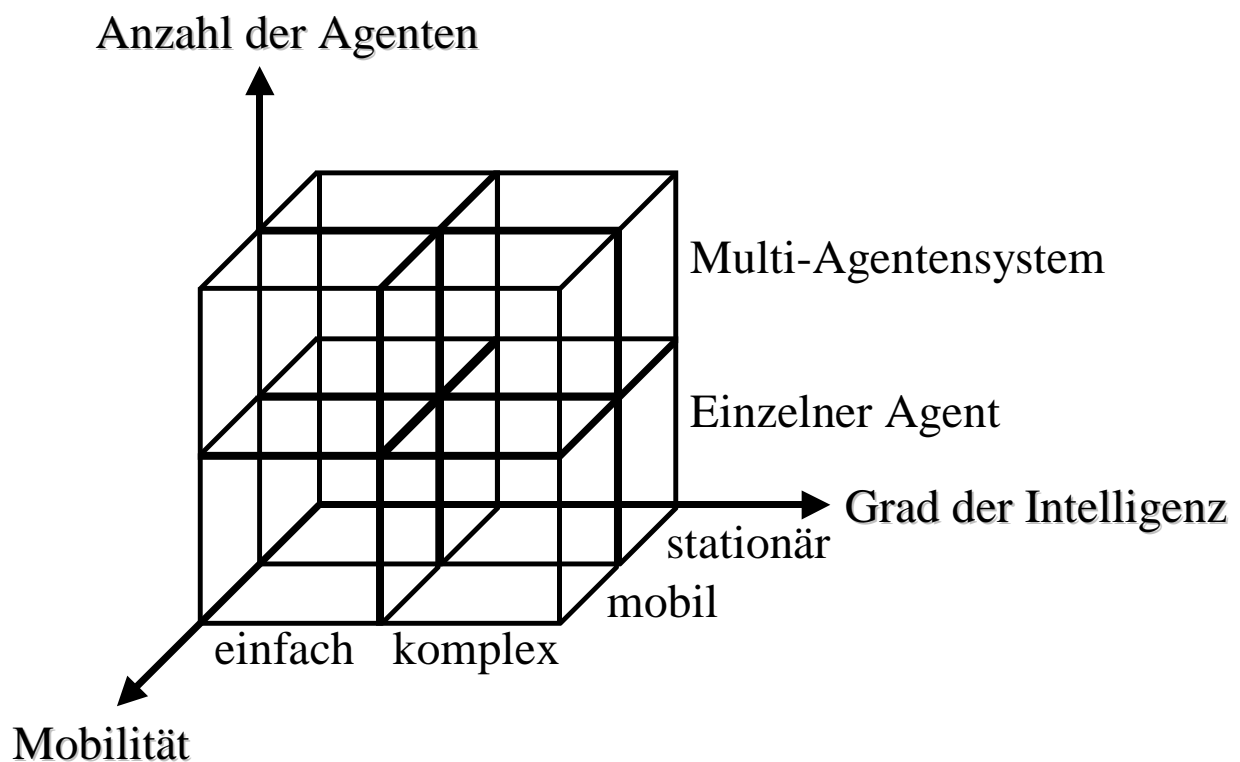 Anzahl der Agenten
Multi-Agentensystem
Einzelner Agent
Grad der Intelligenz
stationär
mobil
einfach komplex
Mobilität